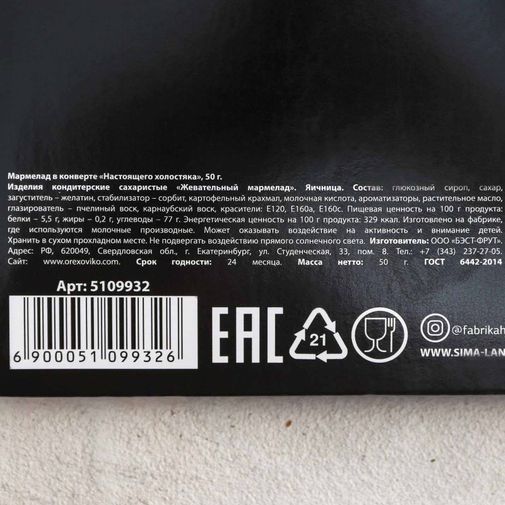 Мармелад в конверте «Настоящего холостяка», 50 г.
Изделия кондитерские сахаристые «Жевательный мармелад». Яичница. Состав: глюкозный сироп, сахар,
загуститель – желатин, стабилизатор – сорбит, картофельный крахмал, молочная кислота, ароматизаторы, растительное масло,
глазирователь – пчелиный воск, карнаубский воск, красители: Е120, Е160а, Е160с. Пищевая ценность на 100 г продукта:
белки – 5,5 г, жиры – 0,2 г, углеводы – 77 г. Энергетическая ценность на 100 г продукта: 329 ккал. Изготовлено на фабрике,
где используются молочные производные. Может оказывать воздействие на активность и внимание детей.
Хранить в сухом прохладном месте. Не подвергать воздействию прямого солнечного света. Изготовитель: ООО «БЭСТ-ФРУТ».
Адрес: РФ, 620049, Свердловская обл., г. Екатеринбург, ул. Студенческая, 33, пом. 8. Тел.: +7 (343) 237-27-05.
Сайт: www.orexoviko.com. Срок годности: 24 месяца. Масса нетто: 50 г. ГОСТ 6442-2014
Арт: 5109932
6 900051 099326
EAC
21
@fabrikah
WWW.SIMA-LAN